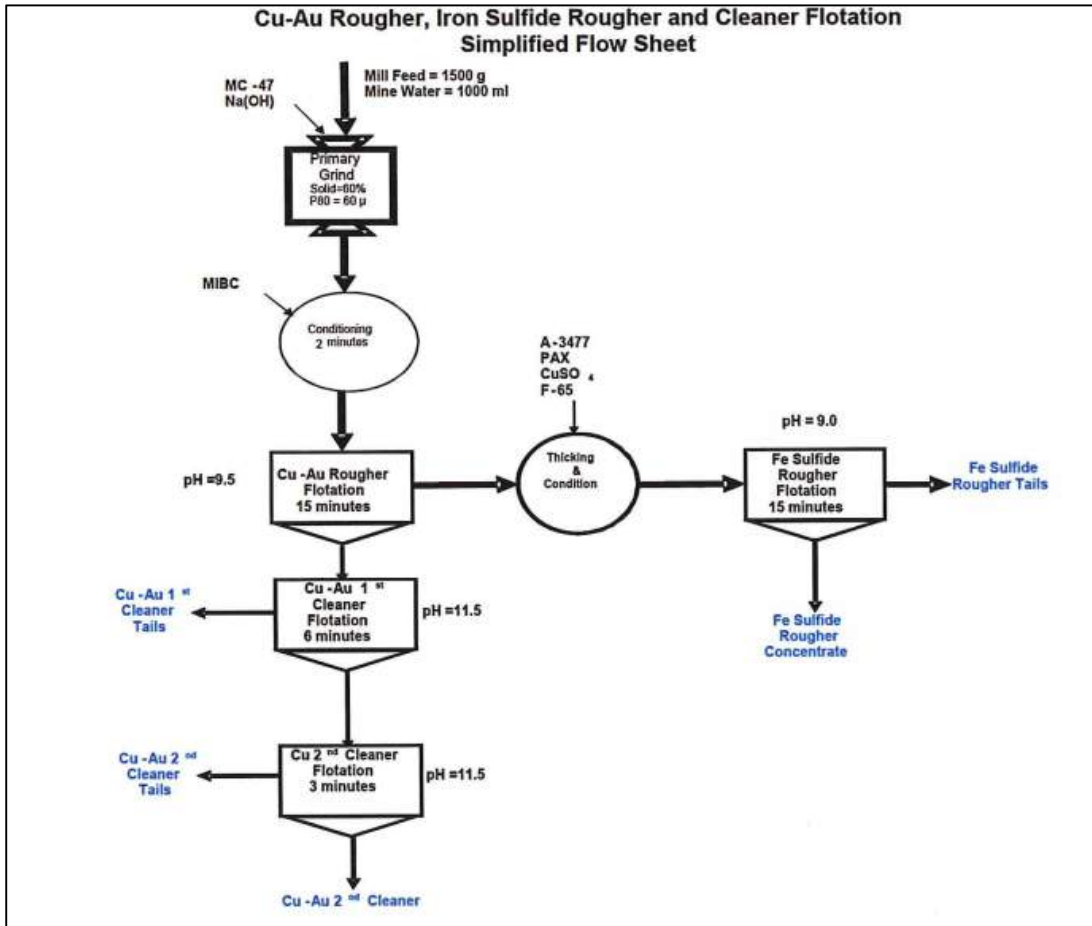 Cu-Au Rougher, Iron Sulfide Rougher and Cleaner Flotation
Simplified Flow Sheet
MC -47
Na(OH)
Mill Feed = 1500 g
Mine Water = 1000 ml
Primary
Grind
Solid=60%
P80 = 60 µ
MIBC
Conditioning
2 minutes
A-3477
PAX
CuSO 4
F-65
pH =9.5
Cu -Au Rougher
Flotation
15 minutes
Thicking
&
Condition
pH = 9.0
Fe Sulfide
Rougher
Flotation
15 minutes
Fe Sulfide
Rougher Tails
Cu -Au 1 st
Cleaner
Tails
Cu -Au 1 st
Cleaner
Flotation
6 minutes
pH =11.5
Fe Sulfide
Rougher
Concentrate
Cu -Au 2 nd
Cleaner
Tails
Cu 2 nd Cleaner
Flotation
3 minutes
pH =11.5
Cu -Au 2 nd Cleaner